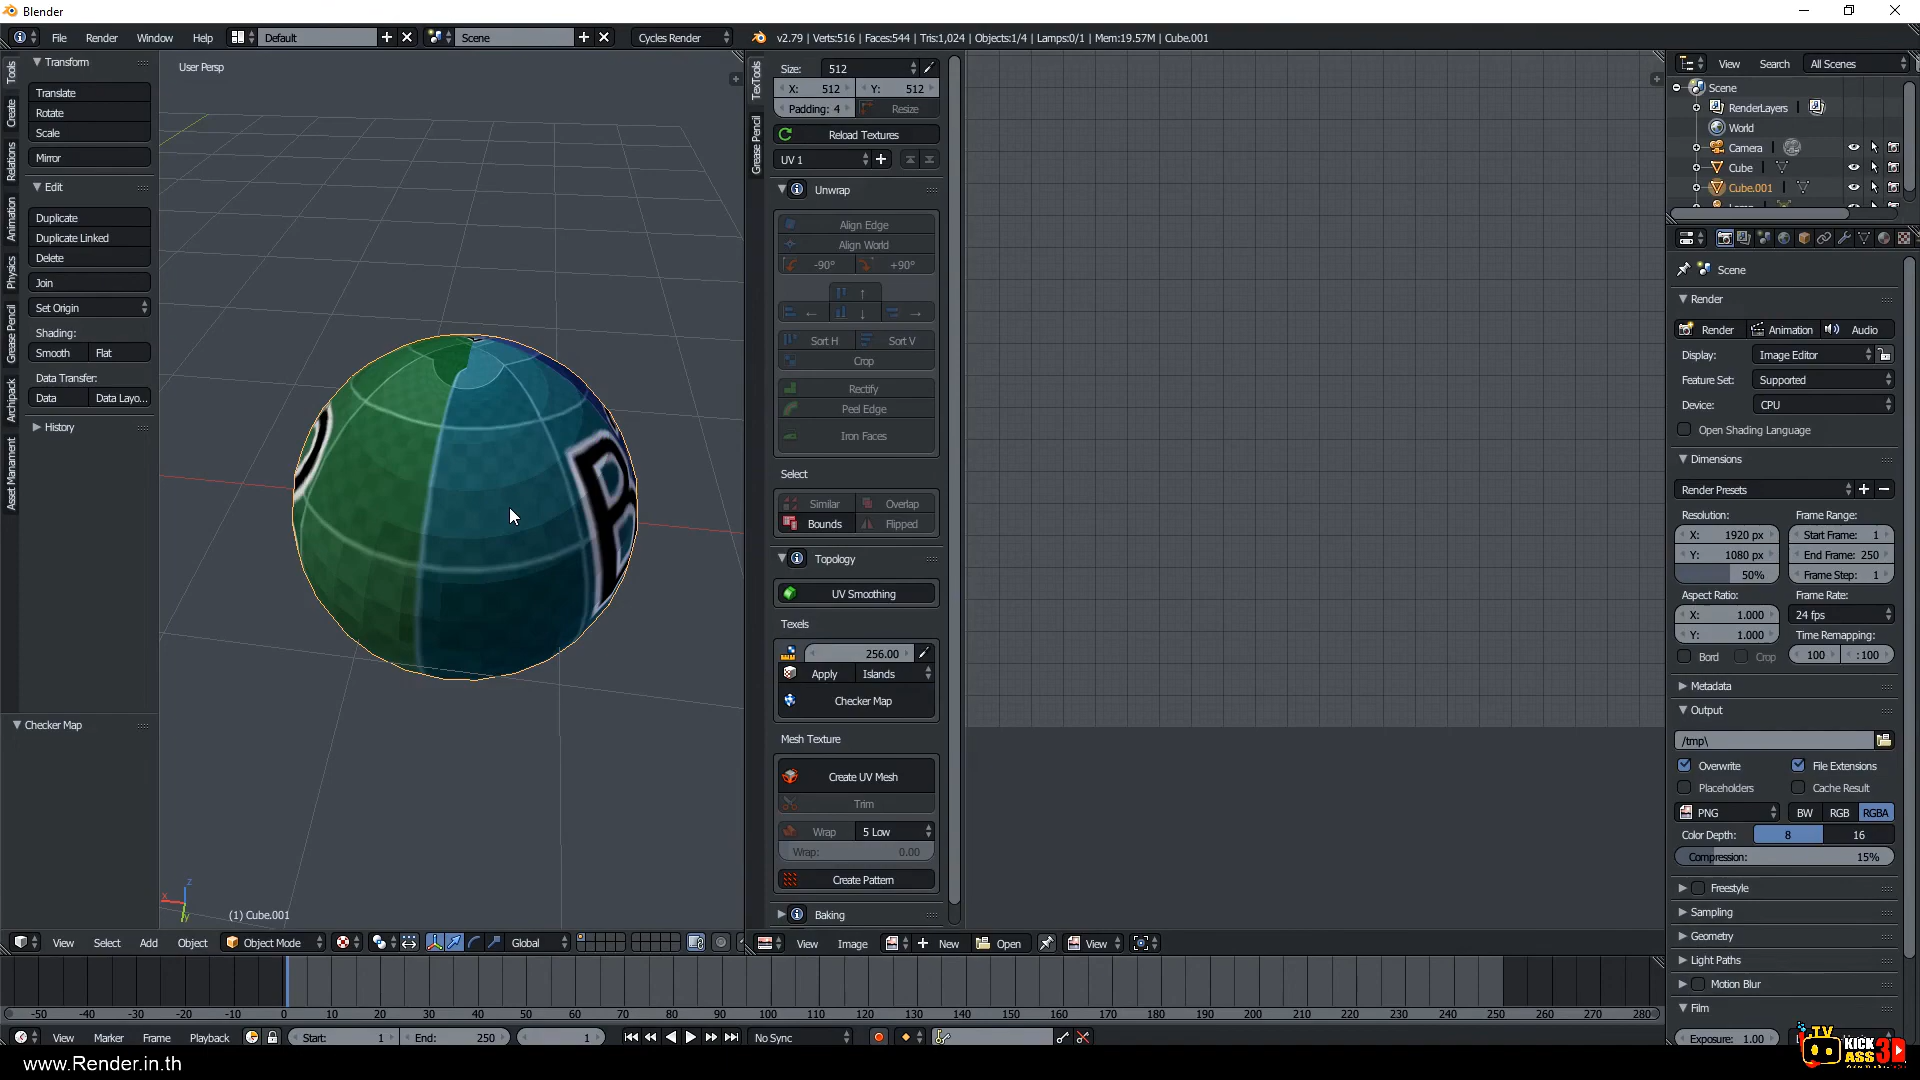 Blender
File
Render
Window
Help
Default
Scene
Cycles Render
v2.79 | Verts:516 | Faces:544 | Tris:1,024 | Objects:1/4 | Lamps:0/1 | Mem:19.57M | Cube.001
Tools
Create
Relations
Animation
Physics
Grease Pencil
Archipack
Asset Manament
Transform
Translate
Rotate
Scale
Mirror
Edit
Duplicate
Duplicate Linked
Delete
Join
Set Origin
Shading:
Smooth Flat
Data Transfer:
Data Data Layo...
History
Checker Map
User Persp
(1) Cube.001
TexTools
Grease Pencil
Size: 512
X: 512 Y: 512
Padding: 4 Resize
Reload Textures
UV 1
Unwrap
Align Edge
Align World
-90° +90°
Sort H Sort V
Crop
Rectify
Peel Edge
Iron Faces
Select
Similar Overlap
Bounds Flipped
Topology
UV Smoothing
Texels
256.00
Apply Islands
Checker Map
Mesh Texture
Create UV Mesh
Trim
Wrap 5 Low
Wrap: 0.00
Create Pattern
Baking
View Search All Scenes
Scene
RenderLayers
World
Camera
Cube
Cube.001
Scene
Render
Render Animation Audio
Display: Image Editor
Feature Set: Supported
Device: CPU
Open Shading Language
Dimensions
Render Presets
Resolution: Frame Range:
X: 1920 px Start Frame: 1
Y: 1080 px End Frame: 250
50% Frame Step: 1
Aspect Ratio: Frame Rate:
X: 1.000 24 fps
Y: 1.000 Time Remapping:
Bord Crop 100 :100
Metadata
Output
/tmp\
Overwrite File Extensions
Placeholders Cache Result
PNG BW RGB RGBA
Color Depth: 8 16
Compression: 15%
Freestyle
Sampling
Geometry
Light Paths
Motion Blur
Film
Exposure: 1.00
View Select Add Object Object Mode Global
View Image New Open View
-50 -40 -30 -20 -10 0 10 20 30 40 50 60 70 80 90 100 110 120 130 140 150 160 170 180 190 200 210 220 230 240 250 260 270 280
View Marker Frame Playback Start: 1 End: 250 1 No Sync
www.Render.in.th
TV
KICK
ASS 3D